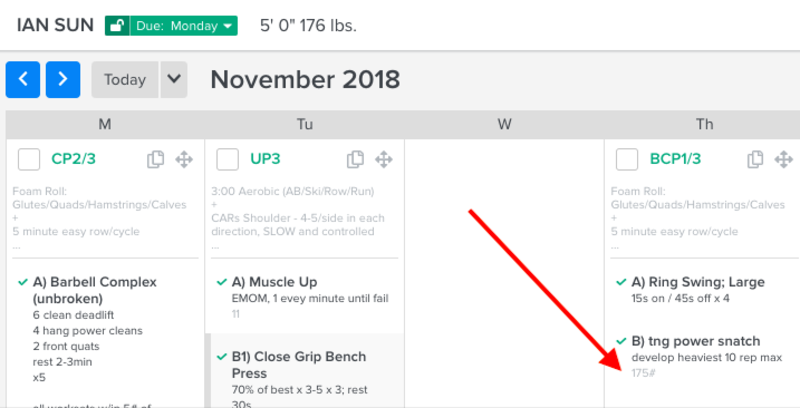 IAN SUN Due: Monday 5' 0" 176 lbs.
Today November 2018
M Tu W Th
CP2/3
Foam Roll:
Glutes/Quads/Hamstrings/Calves
+
5 minute easy row/cycle
...
A) Barbell Complex
(unbroken)
6 clean deadlift
4 hang power cleans
2 front quats
rest 2-3min
x5
all worksets w/in 5# of
UP3
3:00 Aerobic (AB/Ski/Row/Run)
+
CARs Shoulder - 4-5/side in each
direction, SLOW and controlled
...
A) Muscle Up
EMOM, 1 evey minute until fail
11
B1) Close Grip Bench
Press
70% of best x 3-5 x 3; rest
30s
BCP1/3
Foam Roll:
Glutes/Quads/Hamstrings/Calves
+
5 minute easy row/cycle
...
A) Ring Swing; Large
15s on / 45s off x 4
B) tng power snatch
develop heaviest 10 rep max
175#